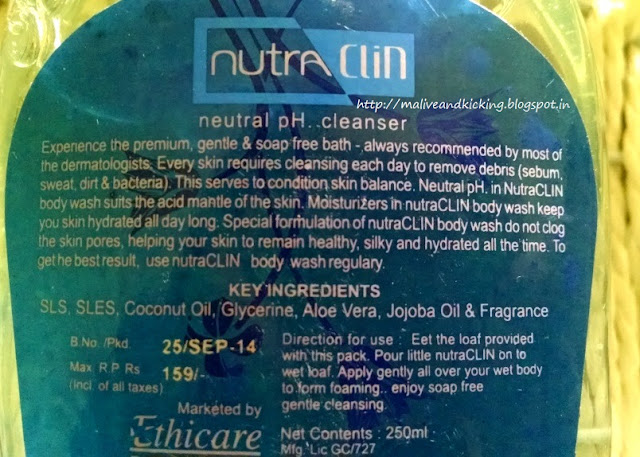 nutra CLiN
http://maliveandkicking.blogspot.in
neutral pH. cleanser
Experience the premium, gentle & soap free bath - always recommended by most of
the dermatologists. Every skin requires cleansing each day to remove debris (sebum,
sweat, dirt & bacteria). This serves to condition skin balance. Neutral pH. in NutraCLIN
body wash suits the acid mantle of the skin. Moisturizers in nutraCLIN body wash keep
you skin hydrated all day long. Special formulation of nutraCLIN body wash do not clog
the skin pores, helping your skin to remain healthy, silky and hydrated all the time. To
get he best result, use nutraCLIN body wash regulary.
KEY INGREDIENTS
SLS, SLES, Coconut Oil, Glycerine, Aloe Vera, Jojoba Oil & Fragrance
B.No. /Pkd. 25/SEP-14
Max R.P Rs 159/-
(Incl. of all taxes)
Marketed by
Ethicare
Direction for use : Eet the loaf provided
with this pack. Pour little nutraCLIN on to
wet loaf. Apply gently all over your wet body
to form foaming.. enjoy soap free
gentle cleansing.
Net Contents : 250ml
Mfg. Lic GC/727